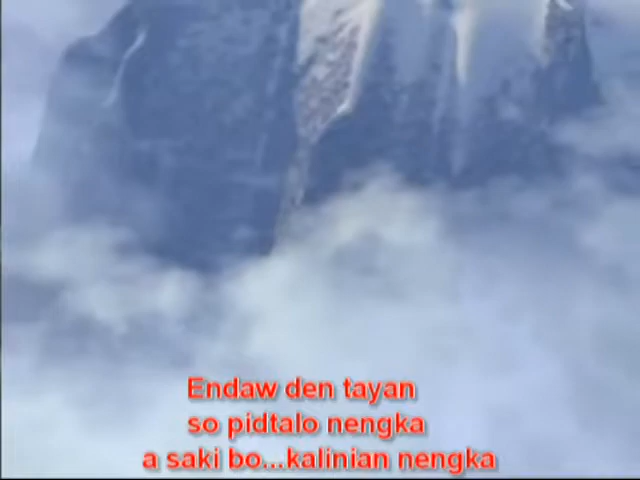 Endaw den tayan
so pidtalo nengka
a saki bo...kalinian nengka